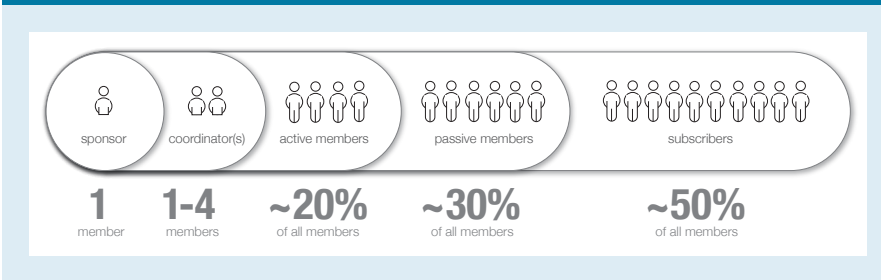 sponsor
coordinator(s)
active members
passive members
subscribers
1
member
1-4
members
~20%
of all members
~30%
of all members
~50%
of all members